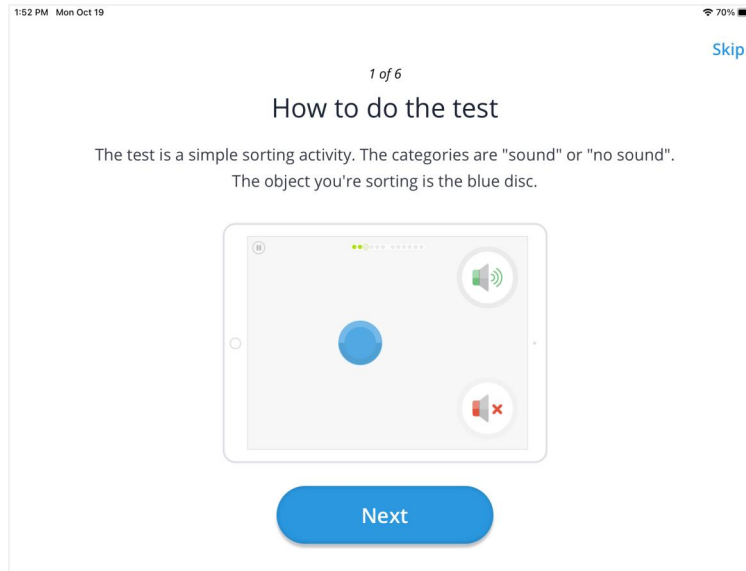 1:52 PM Mon Oct 19
70%
Skip
1 of 6
How to do the test
The test is a simple sorting activity. The categories are "sound" or "no sound".
The object you're sorting is the blue disc.
Next